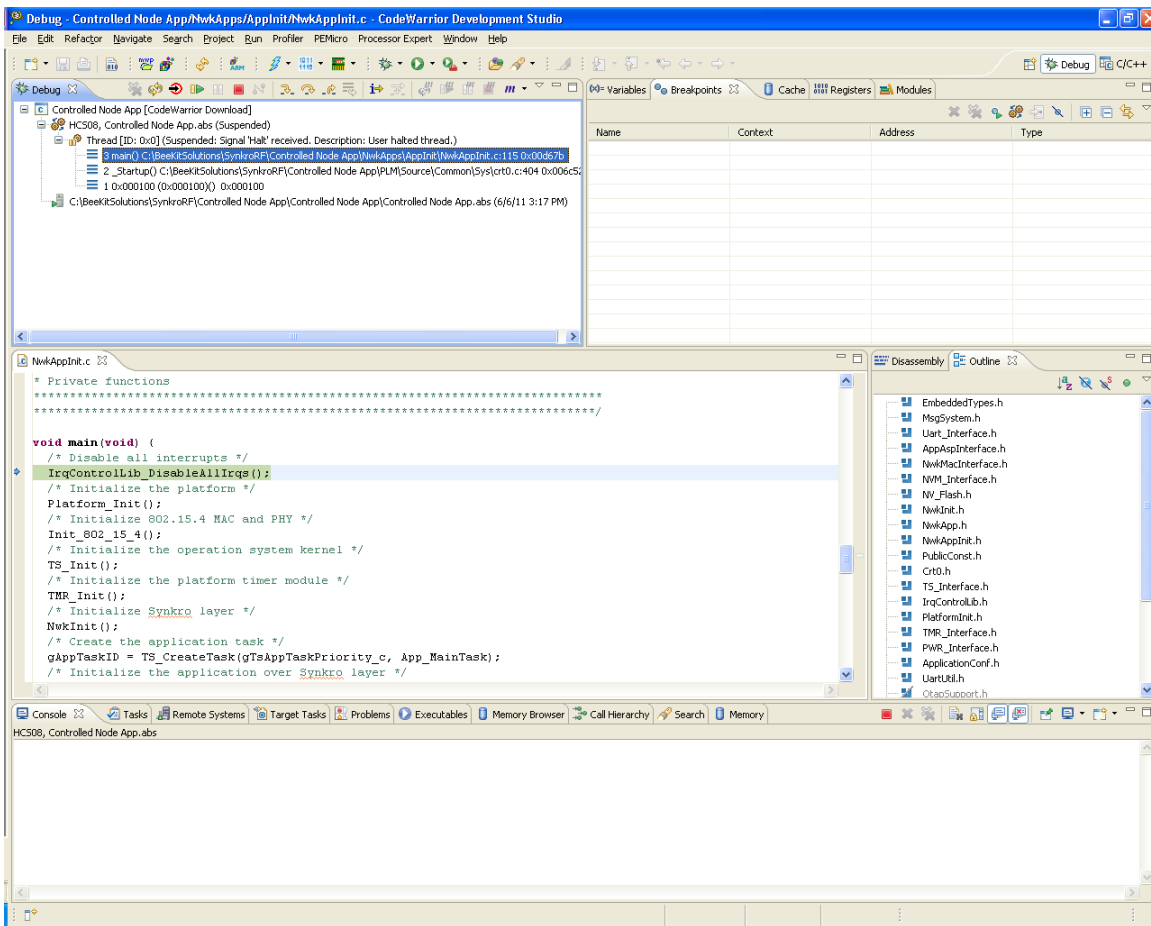 Debug - Controlled Node App/NwkApps/AppInit/NwkAppInit.c - CodeWarrior Development Studio
File Edit Refactor Navigate Search Project Run Profiler PEMicro Processor Expert Window Help
Debug C/C++
Debug
Controlled Node App [CodeWarrior Download]
HCS08, Controlled Node App.abs (Suspended)
Thread [ID: 0x0] (Suspended: Signal 'Halt' received. Description: User halted thread.)
3 main() C:\BeeKitSolutions\SynkroRF\Controlled Node App\NwkApps\AppInit\NwkAppInit.c:115 0x00d67b
2 _Startup() C:\BeeKitSolutions\SynkroRF\Controlled Node App\PLM\Source\Common\Sys\crt0.c:404 0x006c52
1 0x000100 (0x000100)() 0x000100
C:\BeeKitSolutions\SynkroRF\Controlled Node App\Controlled Node App\Controlled Node App.abs (6/6/11 3:17 PM)
(x)= Variables Breakpoints Cache Registers Modules
Name Context Address Type
NwkAppInit.c
* Private functions
*******************************************************************************
******************************************************************************/
void main(void) {
/* Disable all interrupts */
IrqControlLib_DisableAllIrqs();
/* Initialize the platform */
Platform_Init();
/* Initialize 802.15.4 MAC and PHY */
Init_802_15_4();
/* Initialize the operation system kernel */
TS_Init();
/* Initialize the platform timer module */
TMR_Init();
/* Initialize Synkro layer */
NwkInit();
/* Create the application task */
gAppTaskID = TS_CreateTask(gTsAppTaskPriority_c, App_MainTask);
/* Initialize the application over Synkro layer */
Disassembly Outline
EmbeddedTypes.h
MsgSystem.h
Uart_Interface.h
AppAspInterface.h
NwkMacInterface.h
NVM_Interface.h
NV_Flash.h
NwkInit.h
NwkApp.h
NwkAppInit.h
PublicConst.h
Crt0.h
TS_Interface.h
IrqControlLib.h
PlatformInit.h
TMR_Interface.h
PWR_Interface.h
ApplicationConf.h
UartUtil.h
OtapSupport.h
Console Tasks Remote Systems Target Tasks Problems Executables Memory Browser Call Hierarchy Search Memory
HCS08, Controlled Node App.abs